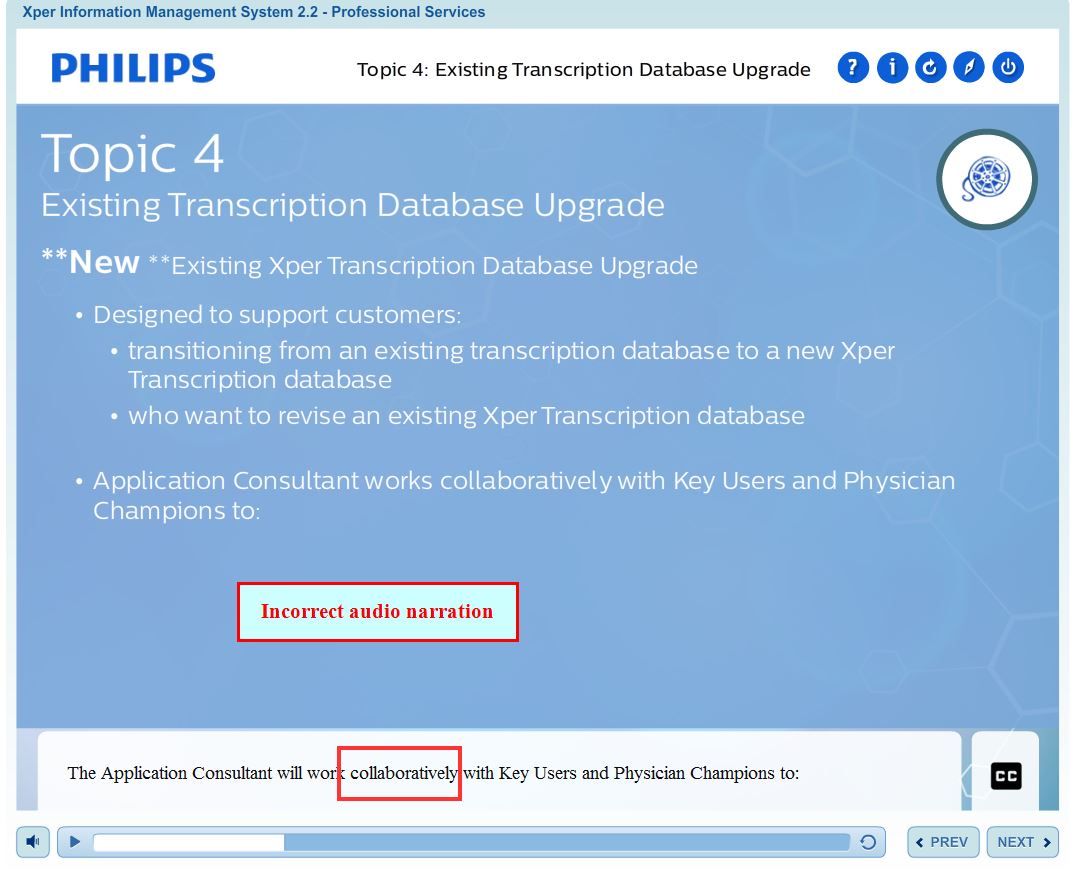 Xper Information Management System 2.2 - Professional Services
PHILIPS
Topic 4: Existing Transcription Database Upgrade
?
i
Topic 4
Existing Transcription Database Upgrade
**New **Existing Xper Transcription Database Upgrade
• Designed to support customers:
• transitioning from an existing transcription database to a new Xper
Transcription database
• who want to revise an existing Xper Transcription database
• Application Consultant works collaboratively with Key Users and Physician
Champions to:
Incorrect audio narration
The Application Consultant will work collaboratively with Key Users and Physician Champions to:
CC
PREV
NEXT